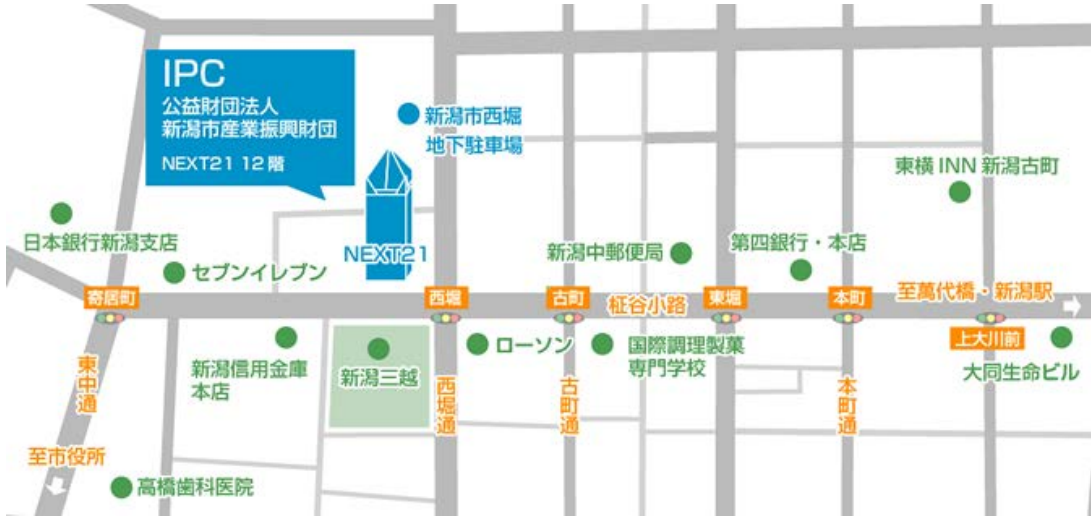 IPC
公益財団法人
新潟市産業振興財団
NEXT21 12階
新潟市西堀
地下駐車場
NEXT21
東横 INN 新潟古町
日本銀行新潟支店
セブンイレブン
新潟中郵便局
第四銀行・本店
寄居町
西堀
古町
柾谷小路
東堀
本町
至萬代橋・新潟駅
上大川前
東中通
新潟信用金庫
本店
新潟三越
西堀通
ローソン
古町通
国際調理製菓
専門学校
本町通
大同生命ビル
至市役所
高橋歯科医院